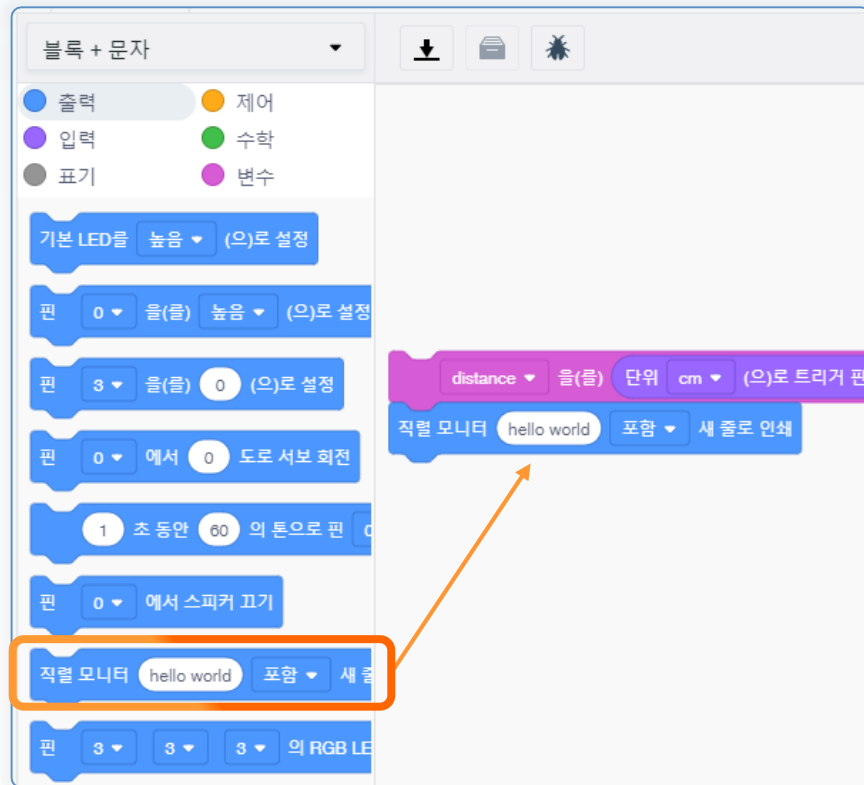 블록 + 문자
출력
제어
입력
수학
표기
변수
기본 LED를 높음 (으)로 설정
핀 0 을(를) 높음 (으)로 설정
핀 3 을(를) 0 (으)로 설정
핀 0 에서 0 도로 서보 회전
1 초 동안 60 의 톤으로 핀 0
핀 0 에서 스피커 끄기
직렬 모니터 hello world 포함 새 줄
핀 3 3 3 의 RGB LE
distance 을(를) 단위 cm (으)로 트리거 핀
직렬 모니터 hello world 포함 새 줄로 인쇄